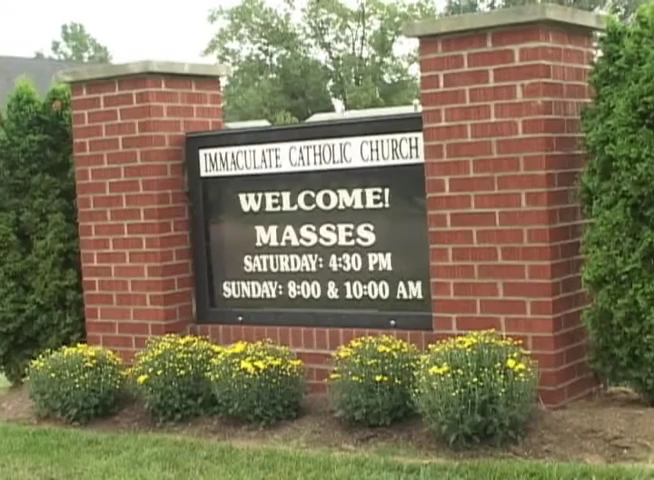 IMMACULATE CATHOLIC CHURCH
WELCOME!
MASSES
SATURDAY: 4:30 PM
SUNDAY: 8:00 & 10:00 AM